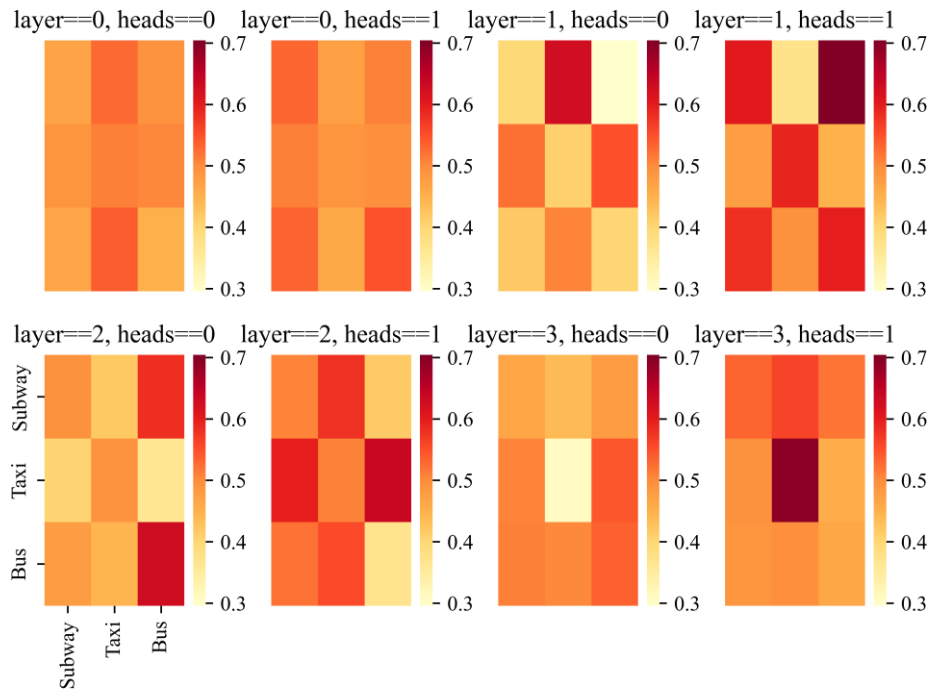 layer==0, heads==0
layer==0, heads==1
layer==1, heads==0
layer==1, heads==1
0.7
0.6
0.5
0.4
0.3
0.7
0.6
0.5
0.4
0.3
0.7
0.6
0.5
0.4
0.3
0.7
0.6
0.5
0.4
0.3
layer==2, heads==0
layer==2, heads==1
layer==3, heads==0
layer==3, heads==1
Subway
Taxi
Bus
0.7
0.6
0.5
0.4
0.3
0.7
0.6
0.5
0.4
0.3
0.7
0.6
0.5
0.4
0.3
0.7
0.6
0.5
0.4
0.3
Subway
Taxi
Bus